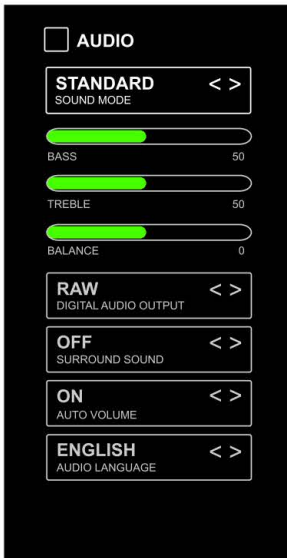 AUDIO
STANDARD < >
SOUND MODE
BASS 50
TREBLE 50
BALANCE 0
RAW < >
DIGITAL AUDIO OUTPUT
OFF < >
SURROUND SOUND
ON < >
AUTO VOLUME
ENGLISH < >
AUDIO LANGUAGE